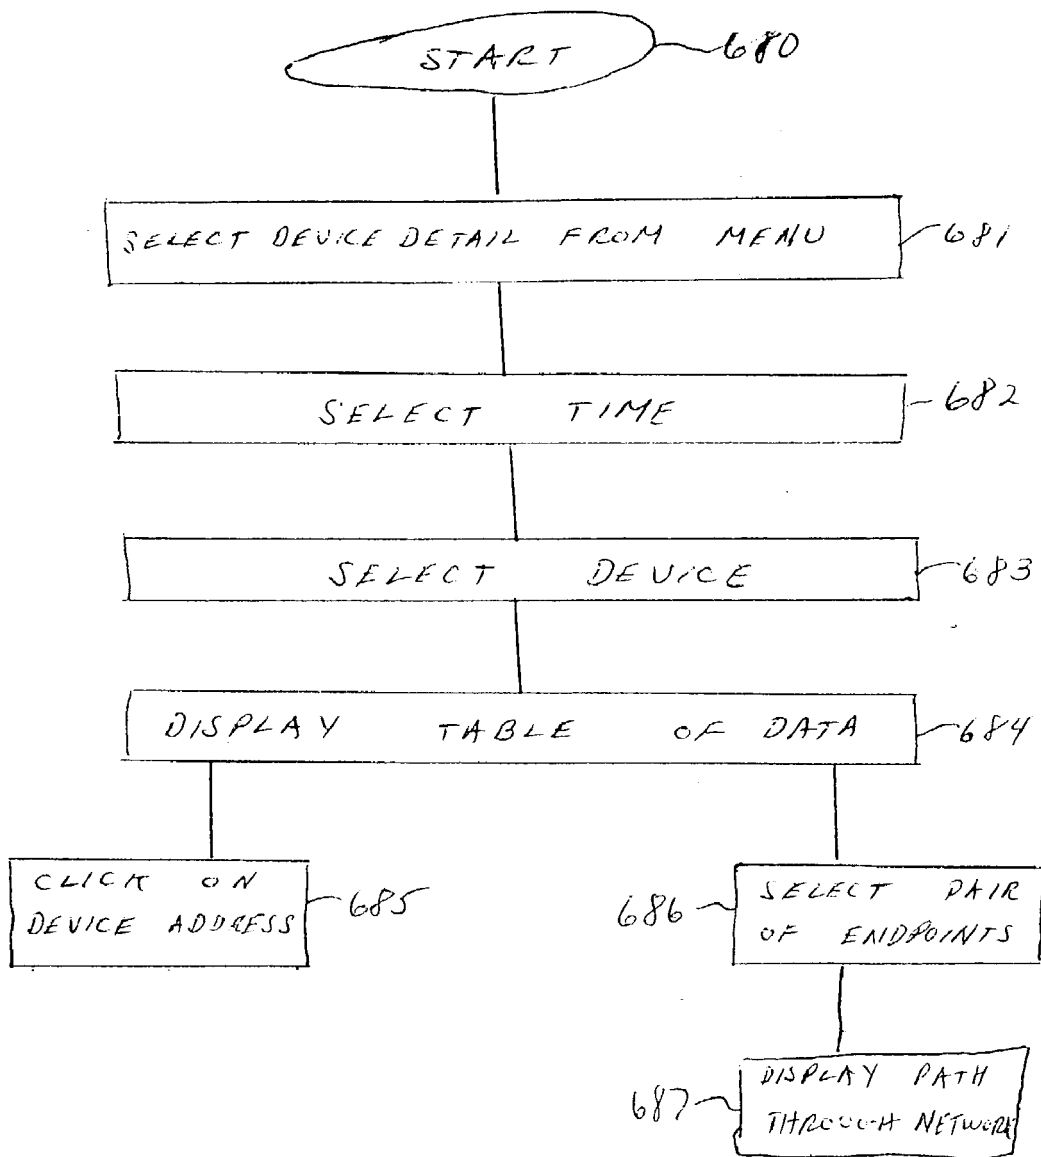 START 680
SELECT DEVICE DETAIL FROM MENU 681
SELECT TIME 682
SELECT DEVICE 683
DISPLAY TABLE OF DATA 684
CLICK ON
DEVICE ADDRESS 685
686 SELECT PAIR
OF ENDPOINTS
687 DISPLAY PATH
THROUGH NETWORK